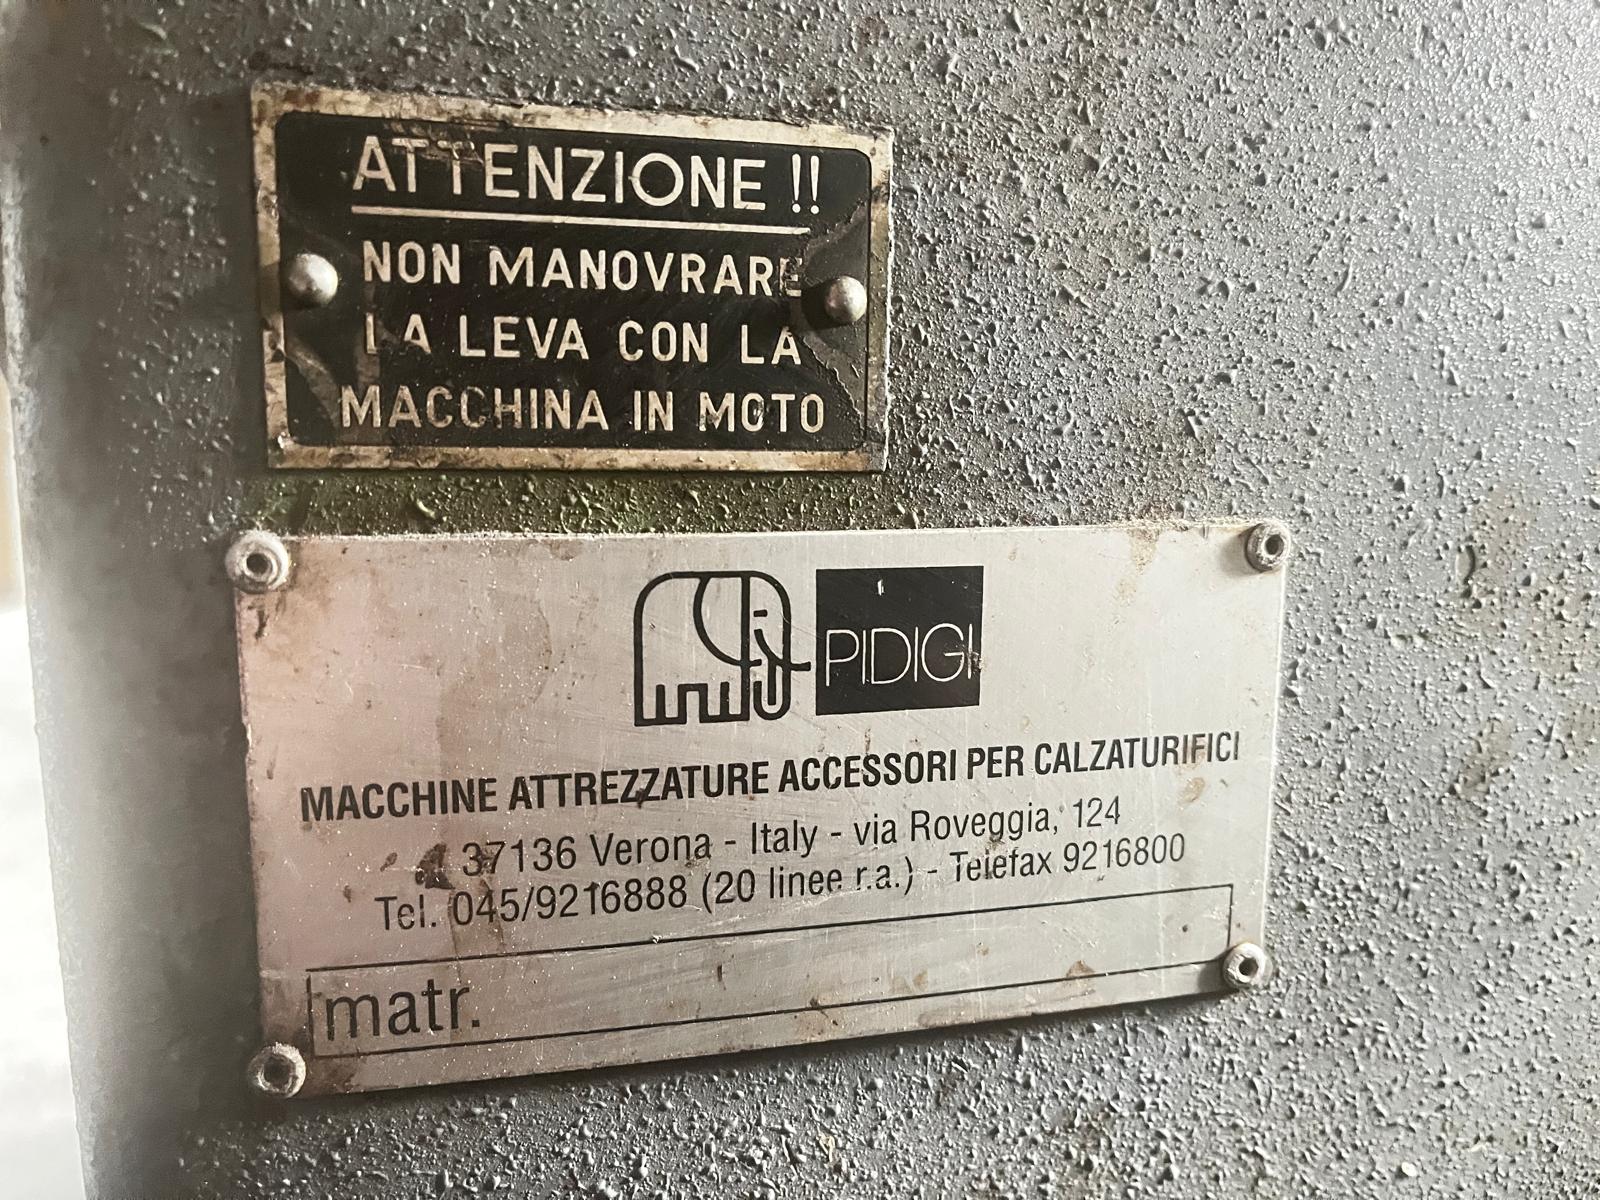 ATTENZIONE !!
NON MANOVRARE
LA LEVA CON LA
MACCHINA IN MOTO
PIDIGI
MACCHINE ATTREZZATURE ACCESSORI PER CALZATURIFICI
37136 Verona - Italy - via Roveggia, 124
Tel. 045/9216888 (20 linee r.a.) - Telefax 9216800
matr.